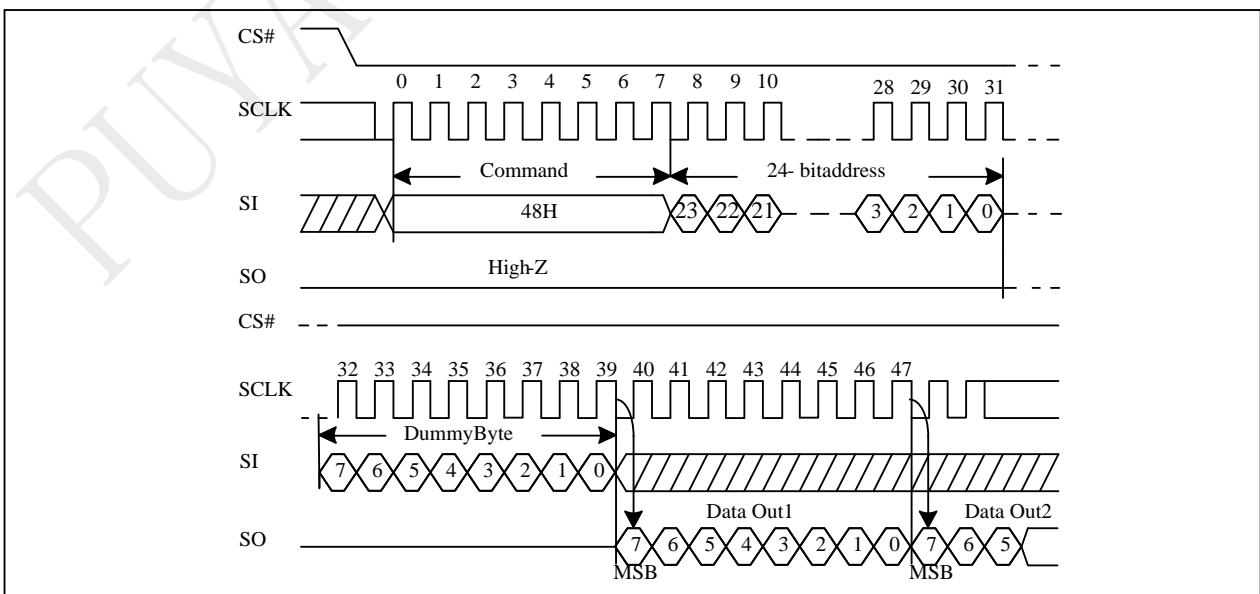 PUYA
CS#
0 1 2 3 4 5 6 7 8 9 10 28 29 30 31
SCLK
Command 24- bitaddress
SI 48H 23 22 21 3 2 1 0
High-Z
SO
CS#
32 33 34 35 36 37 38 39 40 41 42 43 44 45 46 47
SCLK
DummyByte
SI 7 6 5 4 3 2 1 0
Data Out1 Data Out2
SO 7 6 5 4 3 2 1 0 7 6 5
MSB MSB